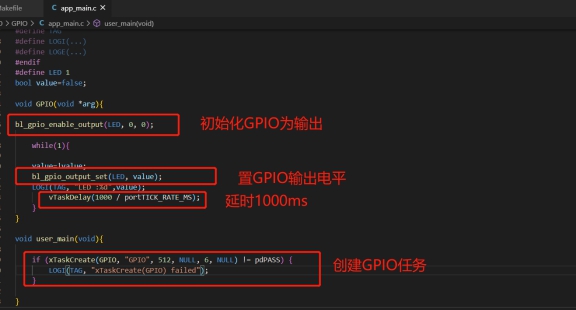 Makefile
app_main.c
GPIO > app_main.c > user_main(void)
#define LOGI(...)
#define LOGE(...)
#endif
#define LED 1
bool value=false;
void GPIO(void *arg){
bl_gpio_enable_output(LED, 0, 0);
初始化GPIO为输出
while(1){
value=!value;
bl_gpio_output_set(LED, value);
置GPIO输出电平
LOGI(TAG, "LED :%d",value);
vTaskDelay(1000 / portTICK_RATE_MS);
延时1000ms
}
}
void user_main(void){
if (xTaskCreate(GPIO, "GPIO", 512, NULL, 6, NULL) != pdPASS) {
创建GPIO任务
LOGI(TAG, "xTaskCreate(GPIO) failed");
}
}